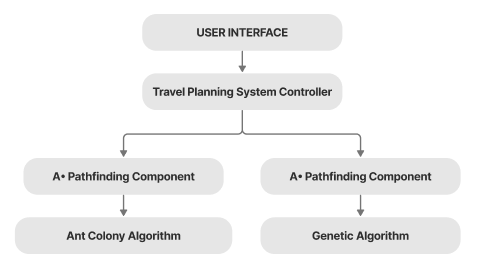 USER INTERFACE
Travel Planning System Controller
A• Pathfinding Component
A• Pathfinding Component
Ant Colony Algorithm
Genetic Algorithm